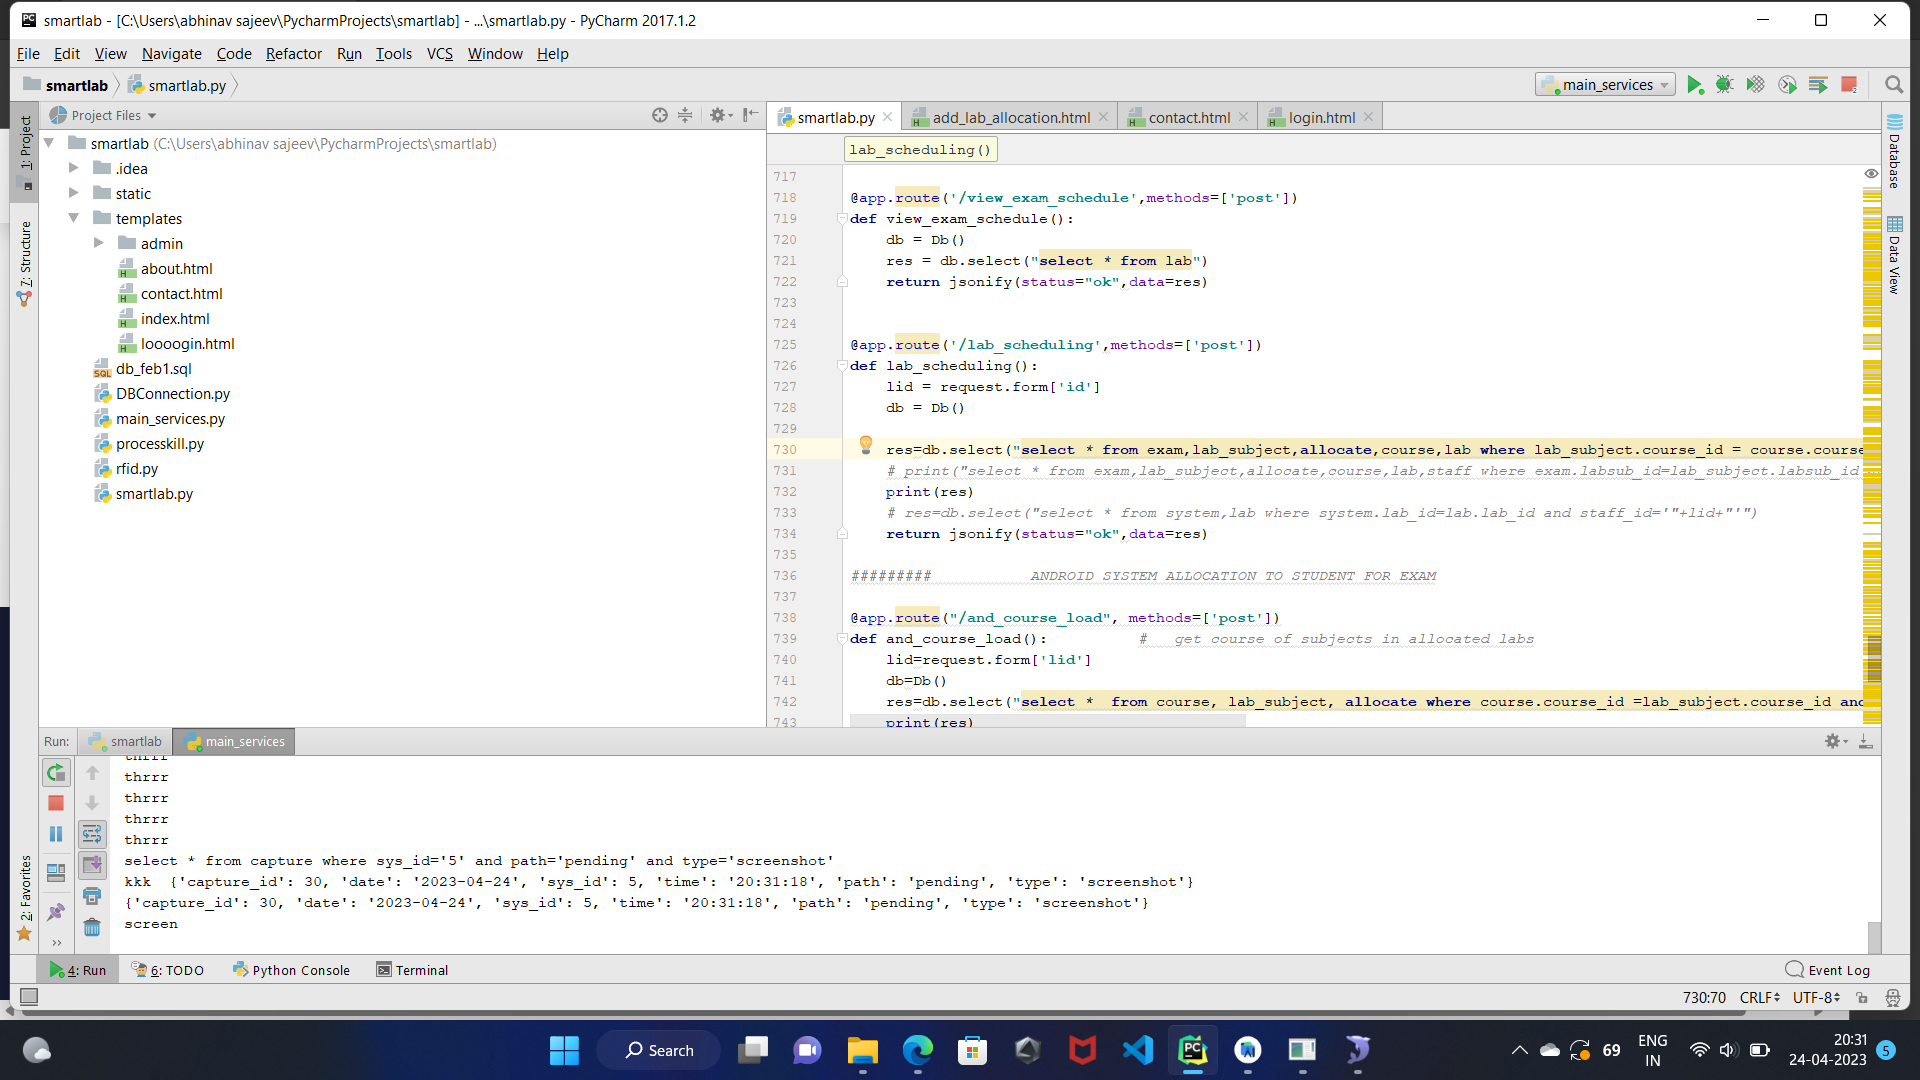 smartlab - [C:\Users\abhinav sajeev\PycharmProjects\smartlab] - ...\smartlab.py - PyCharm 2017.1.2
File Edit View Navigate Code Refactor Run Tools VCS Window Help
smartlab smartlab.py main_services
1: Project
7: Structure
2: Favorites
Project Files
smartlab (C:\Users\abhinav sajeev\PycharmProjects\smartlab)
.idea
static
templates
admin
about.html
contact.html
index.html
loooogin.html
db_feb1.sql
DBConnection.py
main_services.py
processkill.py
rfid.py
smartlab.py
smartlab.py add_lab_allocation.html contact.html login.html
lab_scheduling()
717
718 @app.route('/view_exam_schedule',methods=['post'])
719 def view_exam_schedule():
720 db = Db()
721 res = db.select("select * from lab")
722 return jsonify(status="ok",data=res)
723
724
725 @app.route('/lab_scheduling',methods=['post'])
726 def lab_scheduling():
727 lid = request.form['id']
728 db = Db()
729
730 res=db.select("select * from exam,lab_subject,allocate,course,lab where lab_subject.course_id = course.course
731 # print("select * from exam,lab_subject,allocate,course,lab,staff where exam.labsub_id=lab_subject.labsub_id
732 print(res)
733 # res=db.select("select * from system,lab where system.lab_id=lab.lab_id and staff_id='"+lid+"'")
734 return jsonify(status="ok",data=res)
735
736 ######### ANDROID SYSTEM ALLOCATION TO STUDENT FOR EXAM
737
738 @app.route("/and_course_load", methods=['post'])
739 def and_course_load(): # get course of subjects in allocated labs
740 lid=request.form['lid']
741 db=Db()
742 res=db.select("select * from course, lab_subject, allocate where course.course_id =lab_subject.course_id and
743 print(res)
Database
Data View
Run: smartlab main_services
thrrr
thrrr
thrrr
thrrr
thrrr
select * from capture where sys_id='5' and path='pending' and type='screenshot'
kkk {'capture_id': 30, 'date': '2023-04-24', 'sys_id': 5, 'time': '20:31:18', 'path': 'pending', 'type': 'screenshot'}
{'capture_id': 30, 'date': '2023-04-24', 'sys_id': 5, 'time': '20:31:18', 'path': 'pending', 'type': 'screenshot'}
screen
4: Run 6: TODO Python Console Terminal Event Log
730:70 CRLF UTF-8
Search 69 ENG IN 20:31 24-04-2023 5